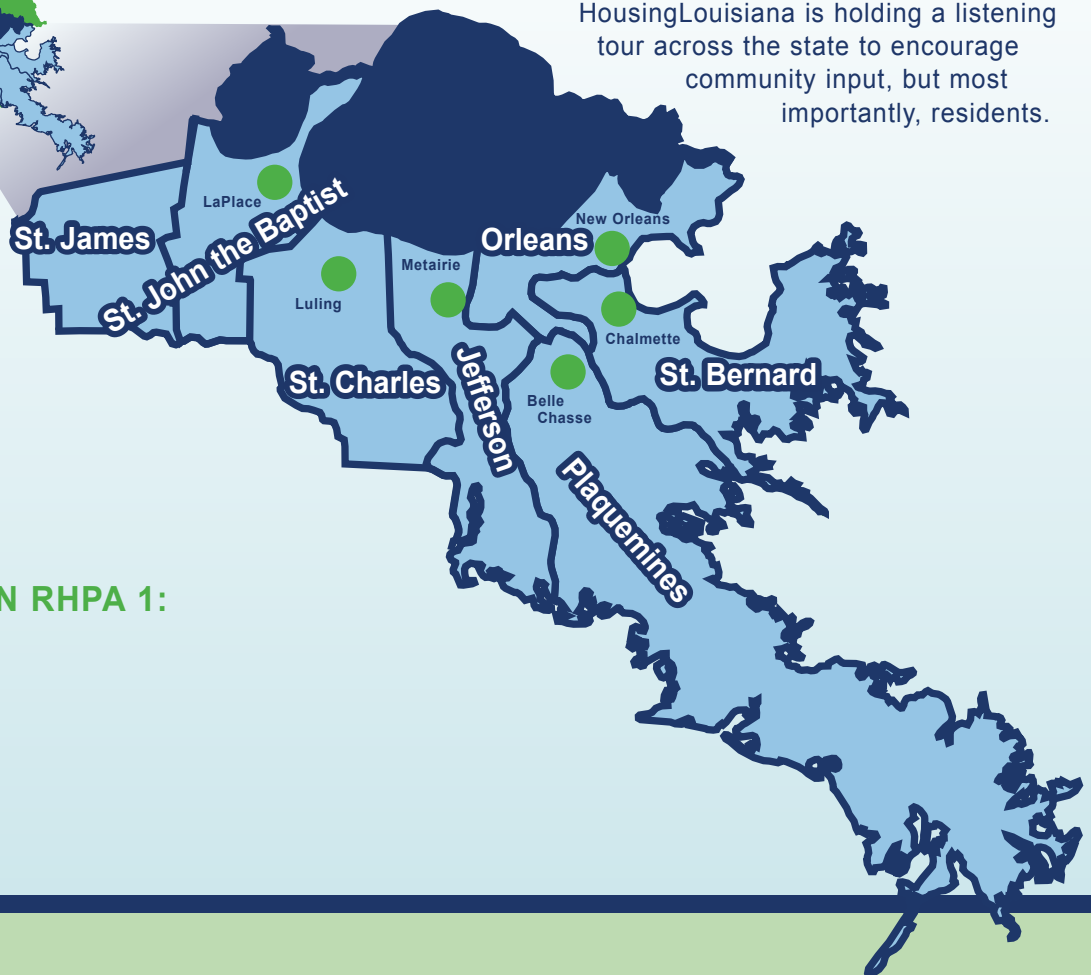 HousingLouisiana is holding a listening
tour across the state to encourage
community input, but most
importantly, residents.
LaPlace
St. James
St. John the Baptist
New Orleans
Orleans
Metairie
Luling
Chalmette
St. Charles
Jefferson
St. Bernard
Belle
Chasse
Plaquemines
N RHPA 1: